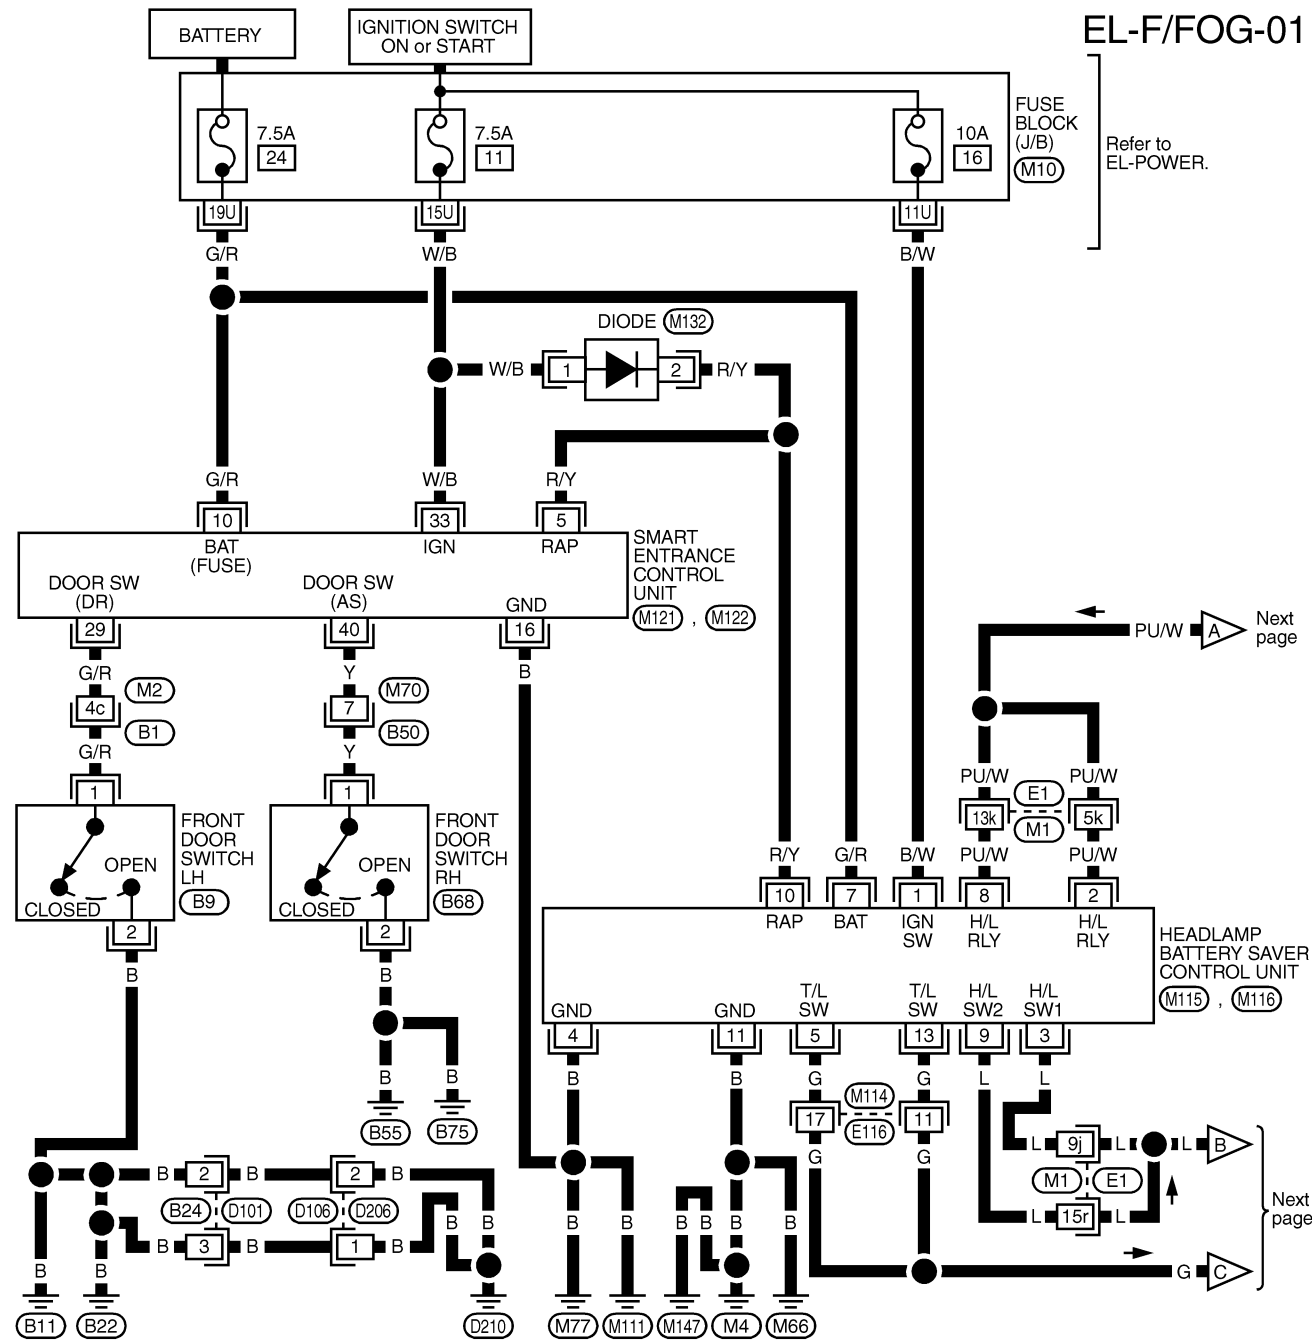 EL-F/FOG-01
BATTERY
IGNITION SWITCH
ON or START
7.5A
24
7.5A
11
10A
16
FUSE
BLOCK
(J/B)
M10
Refer to
EL-POWER.
19U
15U
11U
G/R
W/B
B/W
DIODE
M132
W/B
1
2
R/Y
G/R
W/B
R/Y
10
33
5
BAT
(FUSE)
IGN
RAP
SMART
ENTRANCE
CONTROL
UNIT
M121 , M122
DOOR SW
(DR)
DOOR SW
(AS)
GND
29
40
16
G/R
Y
B
M2
M70
4c
7
B1
B50
G/R
Y
1
1
PU/W
A
Next
page
FRONT
DOOR
SWITCH
LH
B9
OPEN
CLOSED
2
FRONT
DOOR
SWITCH
RH
B68
OPEN
CLOSED
2
PU/W
PU/W
E1
13k
5k
M1
R/Y
G/R
B/W
PU/W
PU/W
10
7
1
8
2
RAP
BAT
IGN
SW
H/L
RLY
H/L
RLY
HEADLAMP
BATTERY SAVER
CONTROL UNIT
M115 , M116
GND
GND
T/L
SW
T/L
SW
H/L
SW2
H/L
SW1
4
11
5
13
9
3
B
B
B
B
G
G
L
L
B
B
M114
17
11
E116
G
G
B55
B75
L
9j
L
L
B
M1
E1
L
15r
L
Next
page
B
2
B
2
B
B24
D101
D106
D206
B
3
B
1
B
B
B
B
B
B
B
B
B
B
B
B
G
C
B11
B22
D210
M77
M111
M147
M4
M66